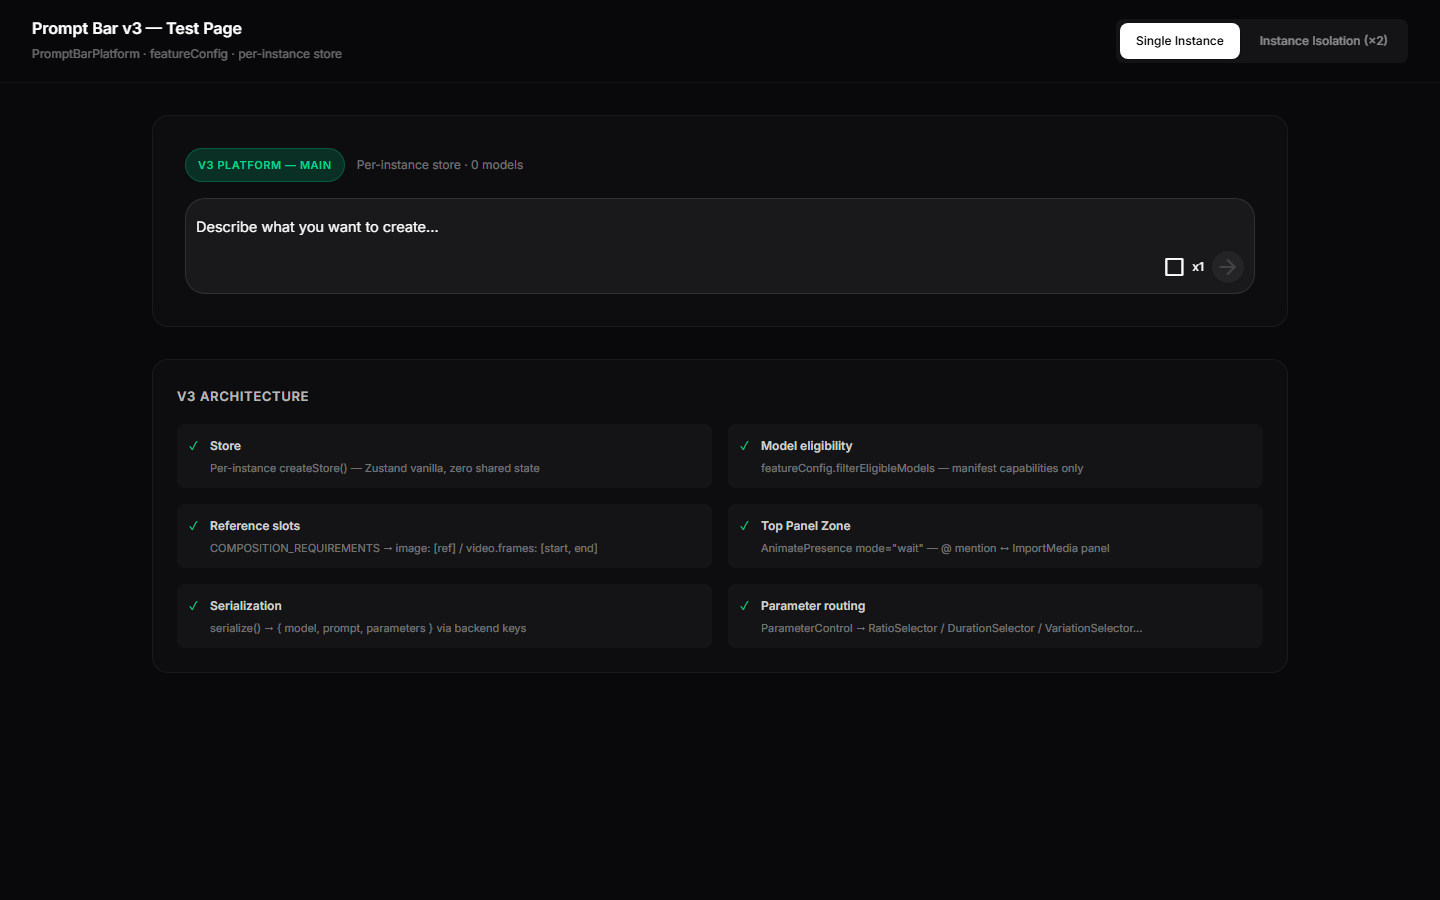 Prompt Bar v3 — Test Page
PromptBarPlatform · featureConfig · per-instance store
Single Instance
Instance Isolation (×2)
V3 PLATFORM — MAIN
Per-instance store · 0 models
Describe what you want to create...
x1
V3 ARCHITECTURE
✓ Store
Per-instance createStore() — Zustand vanilla, zero shared state
✓ Model eligibility
featureConfig.filterEligibleModels — manifest capabilities only
✓ Reference slots
COMPOSITION_REQUIREMENTS → image: [ref] / video.frames: [start, end]
✓ Top Panel Zone
AnimatePresence mode="wait" — @ mention ↔ ImportMedia panel
✓ Serialization
serialize() → { model, prompt, parameters } via backend keys
✓ Parameter routing
ParameterControl → RatioSelector / DurationSelector / VariationSelector...